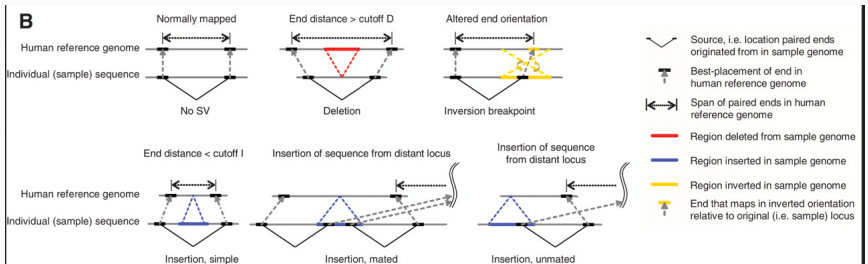 B
Normally mapped
End distance > cutoff D
Altered end orientation
Human reference genome
Individual (sample) sequence
No SV
Deletion
Inversion breakpoint
End distance < cutoff I
Insertion of sequence from distant locus
Insertion of sequence
from distant locus
Human reference genome
Individual (sample) sequence
Insertion, simple
Insertion, mated
Insertion, unmated
Source, i.e. location paired ends
originated from in sample genome
Best-placement of end in
human reference genome
Span of paired ends in human
reference genome
Region deleted from sample genome
Region inserted in sample genome
Region inverted in sample genome
End that maps in inverted orientation
relative to original (i.e. sample) locus